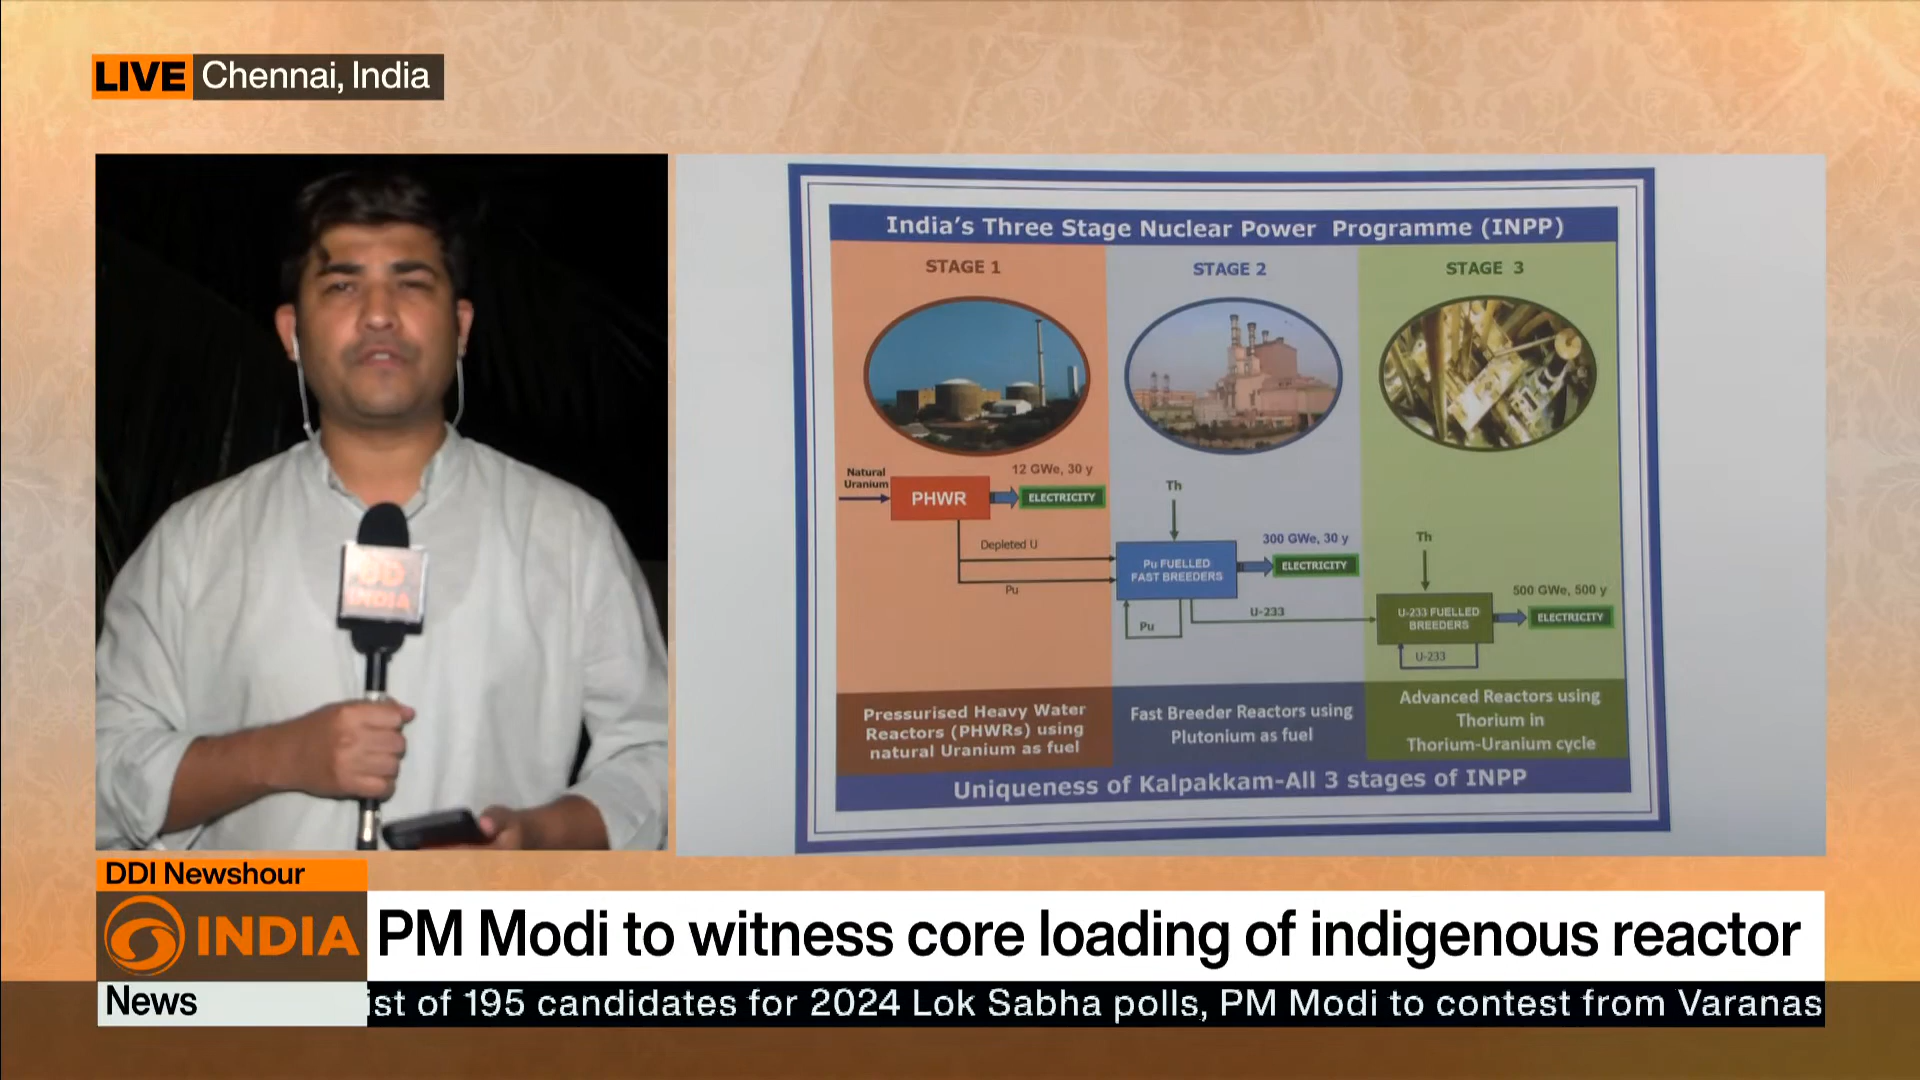 LIVE Chennai, India
India's Three Stage Nuclear Power Programme (INPP)
STAGE 1
STAGE 2
STAGE 3
Natural
Uranium
PHWR
12 GWe, 30 y
ELECTRICITY
Depleted U
Pu
Th
Pu FUELLED
FAST BREEDERS
300 GWe, 30 y
ELECTRICITY
Pu
U-233
Th
U-233 FUELLED
BREEDERS
500 GWe, 500 y
ELECTRICITY
U-233
Pressurised Heavy Water
Reactors (PHWRs) using
natural Uranium as fuel
Fast Breeder Reactors using
Plutonium as fuel
Advanced Reactors using
Thorium in
Thorium-Uranium cycle
Uniqueness of Kalpakkam-All 3 stages of INPP
DD
INDIA
DDI Newshour
INDIA
PM Modi to witness core loading of indigenous reactor
News
ist of 195 candidates for 2024 Lok Sabha polls, PM Modi to contest from Varanas